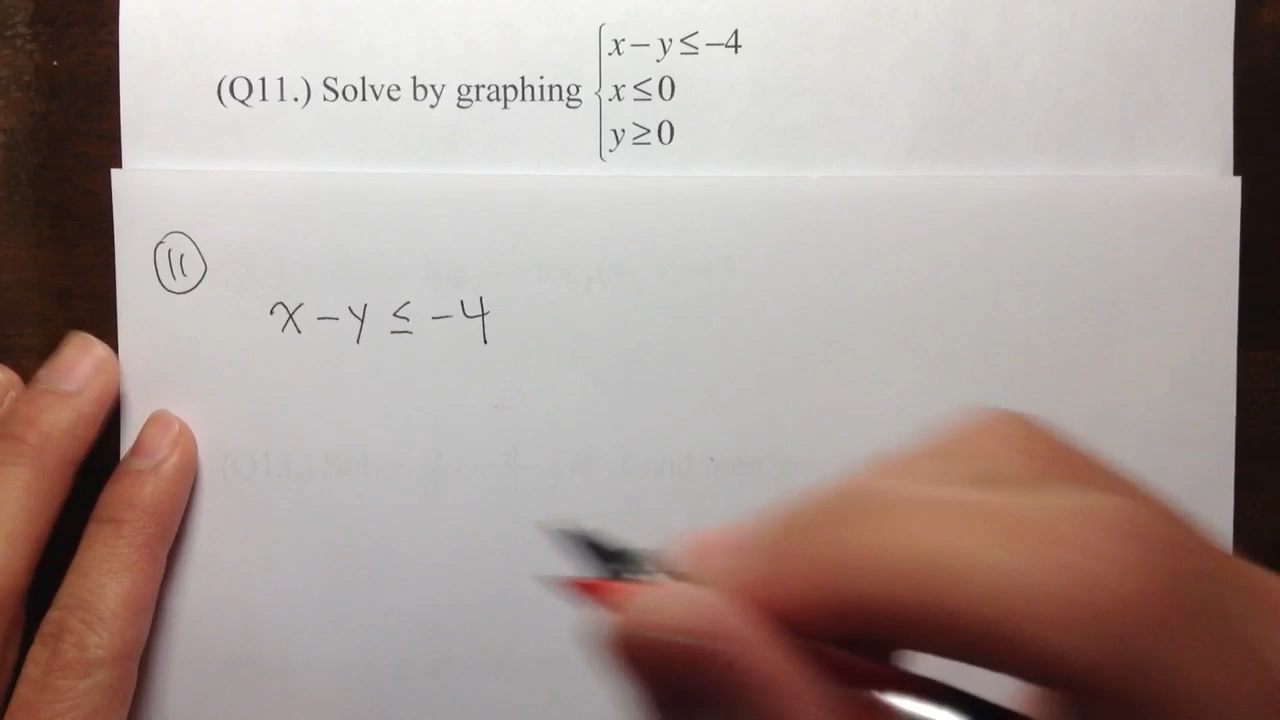 x−y≤−4
(Q11.) Solve by graphing { x≤0
y≥0
11
x−y ≤ −4